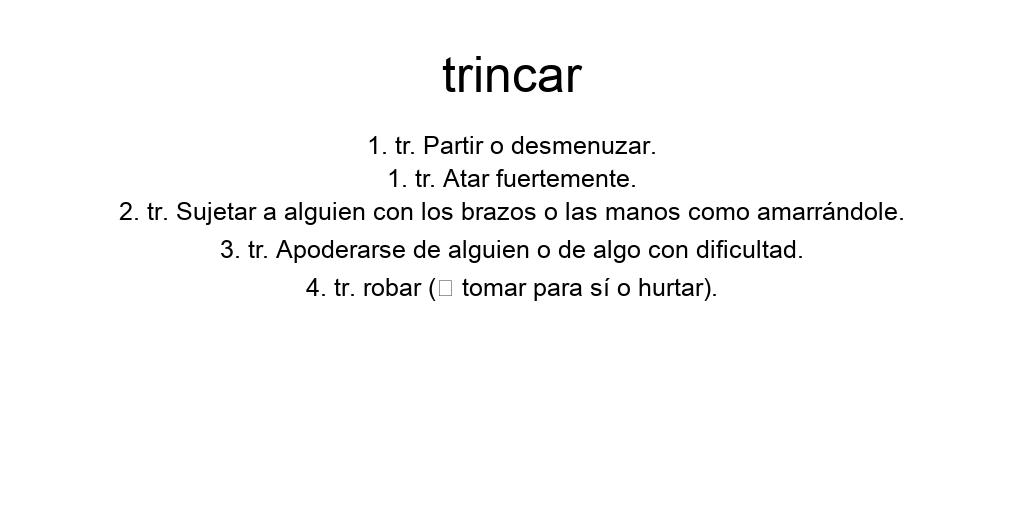 trincar
1. tr. Partir o desmenuzar.
1. tr. Atar fuertemente.
2. tr. Sujetar a alguien con los brazos o las manos como amarrándole.
3. tr. Apoderarse de alguien o de algo con dificultad.
4. tr. robar (□ tomar para sí o hurtar).